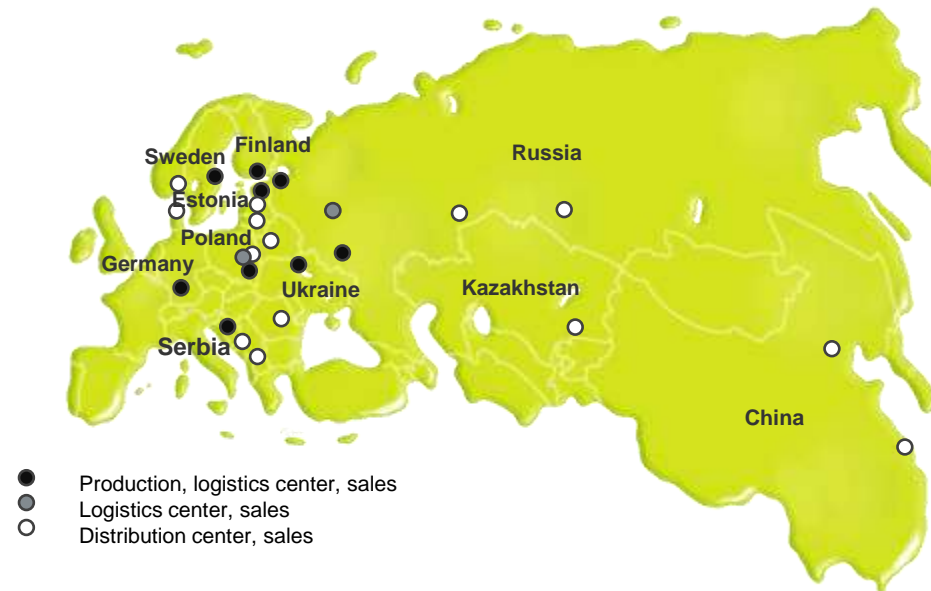 Finland
Sweden
Russia
Estonia
Poland
Germany
Ukraine
Kazakhstan
Serbia
China
Production, logistics center, sales
Logistics center, sales
Distribution center, sales